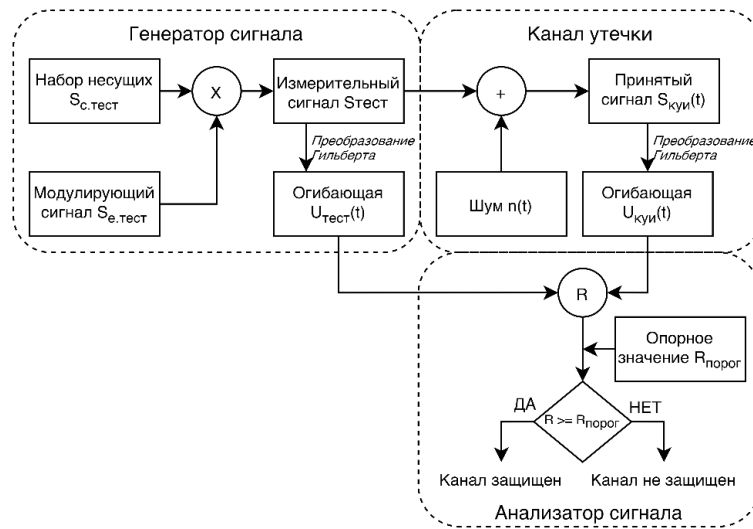 Генератор сигнала
Канал утечки
Набор несущих
Sс.тест
X
Измерительный
сигнал Sтест
+
Принятый
сигнал Sкуи(t)
Преобразование
Гильберта
Преобразование
Гильберта
Модулирующий
сигнал Sе.тест
Огибающая
Uтест(t)
Шум n(t)
Огибающая
Uкуи(t)
R
Опорное
значение Rпорог
ДА
НЕТ
R >= Rпорог
Канал защищен
Канал не защищен
Анализатор сигнала